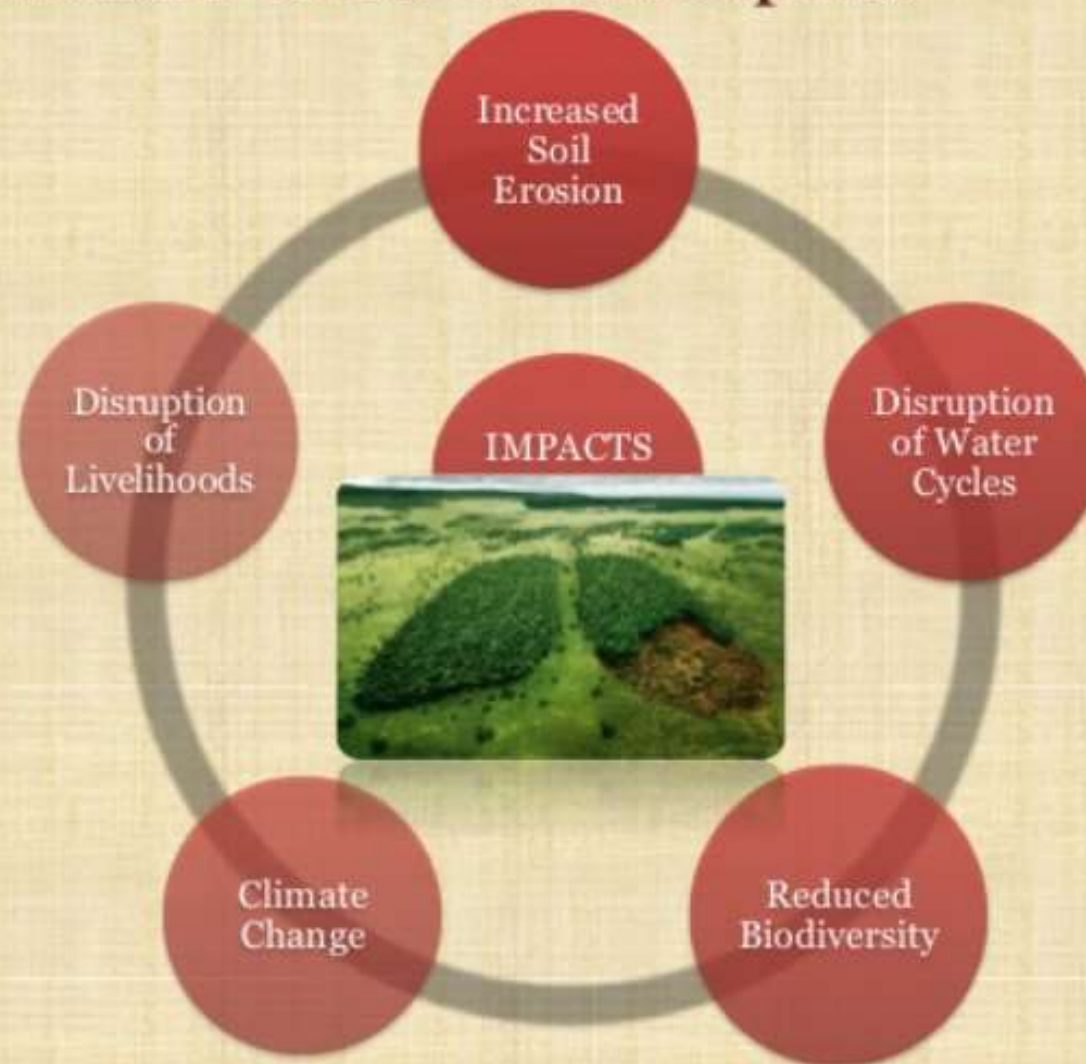 Increased
Soil
Erosion
Disruption
of
Livelihoods
IMPACTS
Disruption
of Water
Cycles
Climate
Change
Reduced
Biodiversity